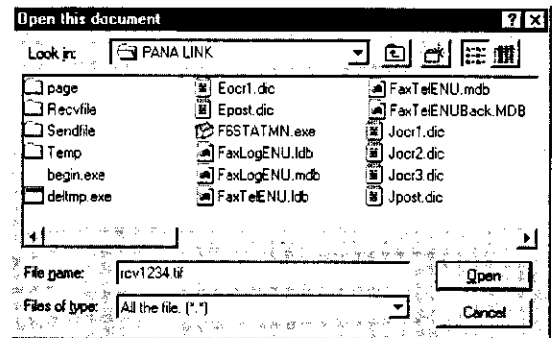 Open this document
Look in: PANA LINK
page
Recvfile
Sendfile
Temp
begin.exe
deltmp.exe
Eocr1.dic
Epost.dic
F6STATMN.exe
FaxLogENU.ldb
FaxLogENU.mdb
FaxTelENU.ldb
FaxTelENU.mdb
FaxTelENUBack.MDB
Jocr1.dic
Jocr2.dic
Jocr3.dic
Jpost.dic
File name: rcv1234.tif Open
Files of type: All the file. (*.*) Cancel